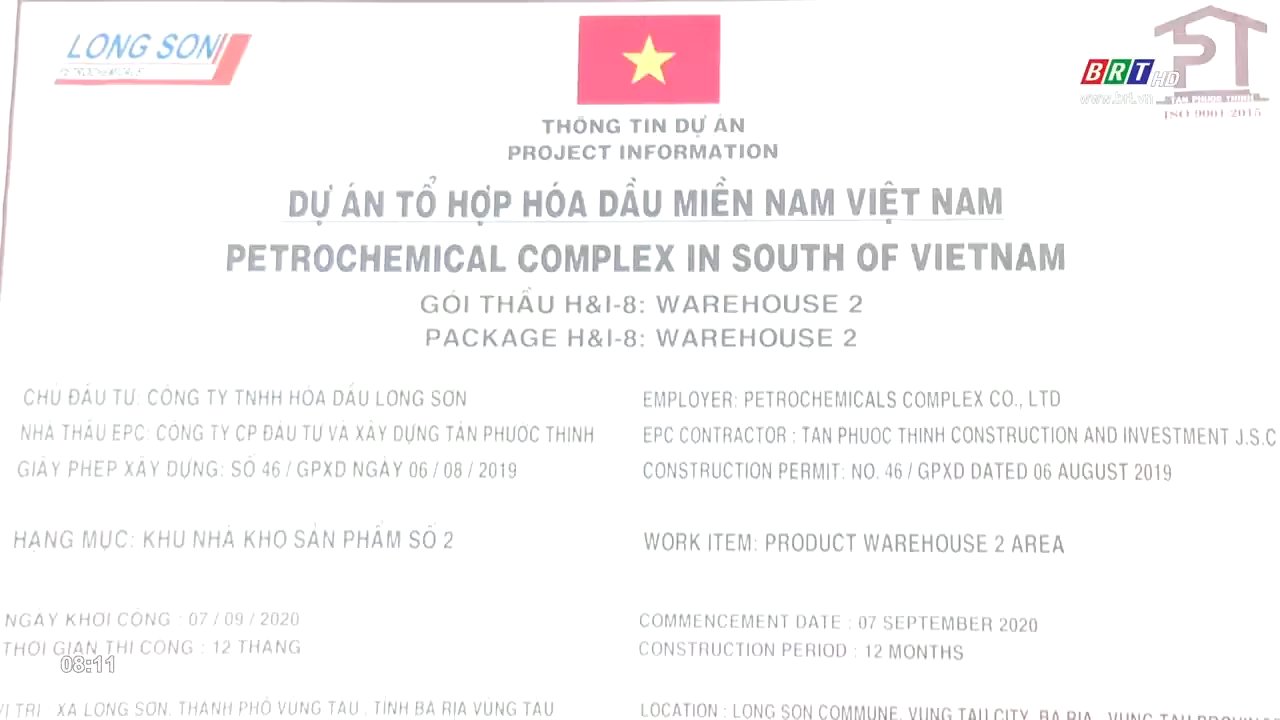 LONG SON
PETROCHEMICALS
BRT HD
www.brt.vn
PT
TAN PHUOC THINH
ISO 9001:2015
THÔNG TIN DỰ ÁN
PROJECT INFORMATION
DỰ ÁN TỔ HỢP HÓA DẦU MIỀN NAM VIỆT NAM
PETROCHEMICAL COMPLEX IN SOUTH OF VIETNAM
GÓI THẦU H&I-8: WAREHOUSE 2
PACKAGE H&I-8: WAREHOUSE 2
CHỦ ĐẦU TƯ: CÔNG TY TNHH HÓA DẦU LONG SƠN
EMPLOYER: PETROCHEMICALS COMPLEX CO., LTD
NHÀ THẦU EPC: CÔNG TY CP ĐẦU TƯ VÀ XÂY DỰNG TÂN PHƯỚC THỊNH
EPC CONTRACTOR : TAN PHUOC THINH CONSTRUCTION AND INVESTMENT J.S.C
GIẤY PHÉP XÂY DỰNG: SỐ 46 / GPXD NGÀY 06 / 08 / 2019
CONSTRUCTION PERMIT: NO. 46 / GPXD DATED 06 AUGUST 2019
HẠNG MỤC: KHU NHÀ KHO SẢN PHẨM SỐ 2
WORK ITEM: PRODUCT WAREHOUSE 2 AREA
NGÀY KHỞI CÔNG : 07 / 09 / 2020
COMMENCEMENT DATE : 07 SEPTEMBER 2020
THỜI GIAN THI CÔNG : 12 THÁNG
CONSTRUCTION PERIOD : 12 MONTHS
08:11
VỊ TRÍ : XÃ LONG SƠN, THÀNH PHỐ VŨNG TÀU , TỈNH BÀ RỊA VŨNG TÀU
LOCATION : LONG SON COMMUNE, VUNG TAU CITY, BA RIA - VUNG TAU PROVINCE